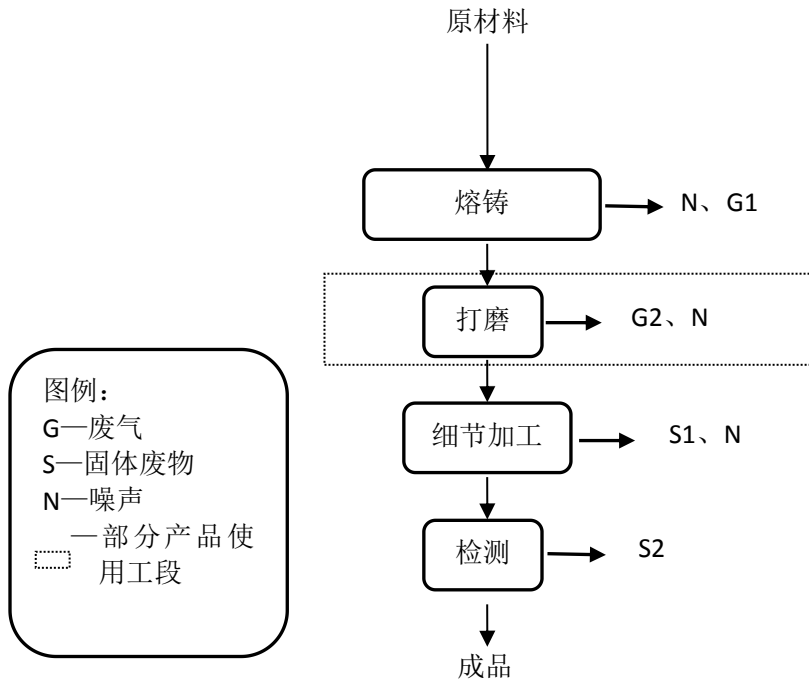 原材料
熔铸
N、G1
打磨
G2、N
细节加工
S1、N
检测
S2
成品
图例：
G—废气
S—固体废物
N—噪声
—部分产品使
用工段